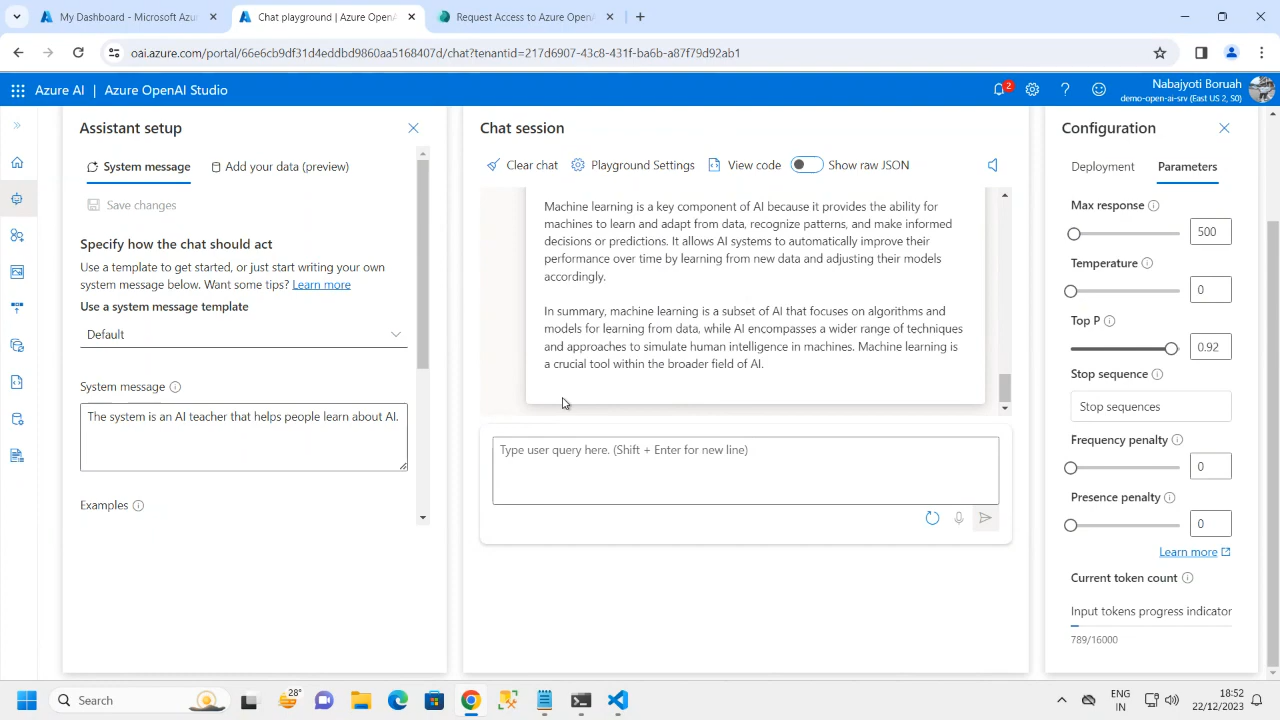 My Dashboard - Microsoft Azure
Chat playground | Azure OpenA
Request Access to Azure OpenA
oai.azure.com/portal/66e6cb9df31d4eddbd9860aa5168407d/chat?tenantid=217d6907-43c8-431f-ba6b-a87f79d92ab1
Azure AI | Azure OpenAI Studio
2
Nabajyoti Boruah
demo-open-ai-srv (East US 2, S0)
Assistant setup
System message
Add your data (preview)
Save changes
Specify how the chat should act
Use a template to get started, or just start writing your own
system message below. Want some tips? Learn more
Use a system message template
Default
System message
The system is an AI teacher that helps people learn about AI.
Examples
Chat session
Clear chat
Playground Settings
View code
Show raw JSON
Machine learning is a key component of AI because it provides the ability for
machines to learn and adapt from data, recognize patterns, and make informed
decisions or predictions. It allows AI systems to automatically improve their
performance over time by learning from new data and adjusting their models
accordingly.
In summary, machine learning is a subset of AI that focuses on algorithms and
models for learning from data, while AI encompasses a wider range of techniques
and approaches to simulate human intelligence in machines. Machine learning is
a crucial tool within the broader field of AI.
Type user query here. (Shift + Enter for new line)
Configuration
Deployment
Parameters
Max response
500
Temperature
0
Top P
0.92
Stop sequence
Stop sequences
Frequency penalty
0
Presence penalty
0
Learn more
Current token count
Input tokens progress indicator
789/16000
Search
28°
ENG
IN
18:52
22/12/2023